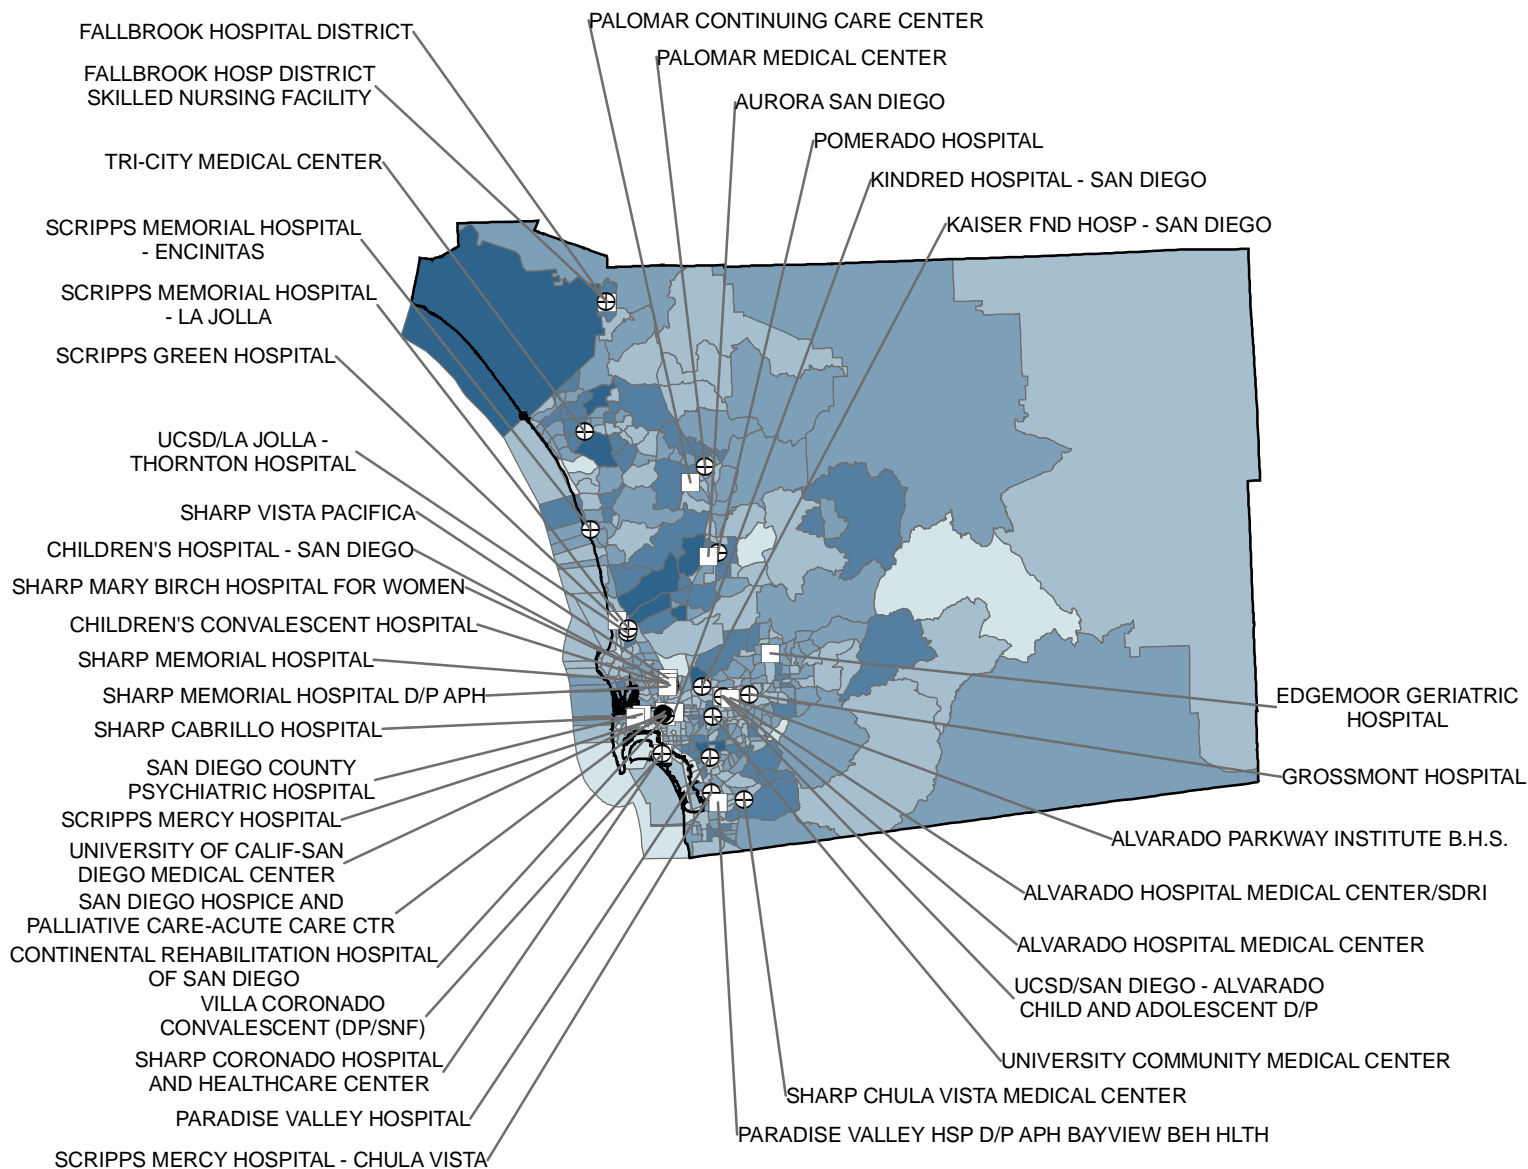 PALOMAR CONTINUING CARE CENTER
FALLBROOK HOSPITAL DISTRICT
PALOMAR MEDICAL CENTER
FALLBROOK HOSP DISTRICT
SKILLED NURSING FACILITY
AURORA SAN DIEGO
POMERADO HOSPITAL
TRI-CITY MEDICAL CENTER
KINDRED HOSPITAL - SAN DIEGO
KAISER FND HOSP - SAN DIEGO
SCRIPPS MEMORIAL HOSPITAL
- ENCINITAS
SCRIPPS MEMORIAL HOSPITAL
- LA JOLLA
SCRIPPS GREEN HOSPITAL
UCSD/LA JOLLA -
THORNTON HOSPITAL
SHARP VISTA PACIFICA
CHILDREN'S HOSPITAL - SAN DIEGO
SHARP MARY BIRCH HOSPITAL FOR WOMEN
CHILDREN'S CONVALESCENT HOSPITAL
SHARP MEMORIAL HOSPITAL
SHARP MEMORIAL HOSPITAL D/P APH
EDGEMOOR GERIATRIC
HOSPITAL
SHARP CABRILLO HOSPITAL
SAN DIEGO COUNTY
PSYCHIATRIC HOSPITAL
GROSSMONT HOSPITAL
SCRIPPS MERCY HOSPITAL
ALVARADO PARKWAY INSTITUTE B.H.S.
UNIVERSITY OF CALIF-SAN
DIEGO MEDICAL CENTER
ALVARADO HOSPITAL MEDICAL CENTER/SDRI
SAN DIEGO HOSPICE AND
PALLIATIVE CARE-ACUTE CARE CTR
ALVARADO HOSPITAL MEDICAL CENTER
CONTINENTAL REHABILITATION HOSPITAL
OF SAN DIEGO
UCSD/SAN DIEGO - ALVARADO
CHILD AND ADOLESCENT D/P
VILLA CORONADO
CONVALESCENT (DP/SNF)
SHARP CORONADO HOSPITAL
AND HEALTHCARE CENTER
UNIVERSITY COMMUNITY MEDICAL CENTER
SHARP CHULA VISTA MEDICAL CENTER
PARADISE VALLEY HOSPITAL
PARADISE VALLEY HSP D/P APH BAYVIEW BEH HLTH
SCRIPPS MERCY HOSPITAL - CHULA VISTA